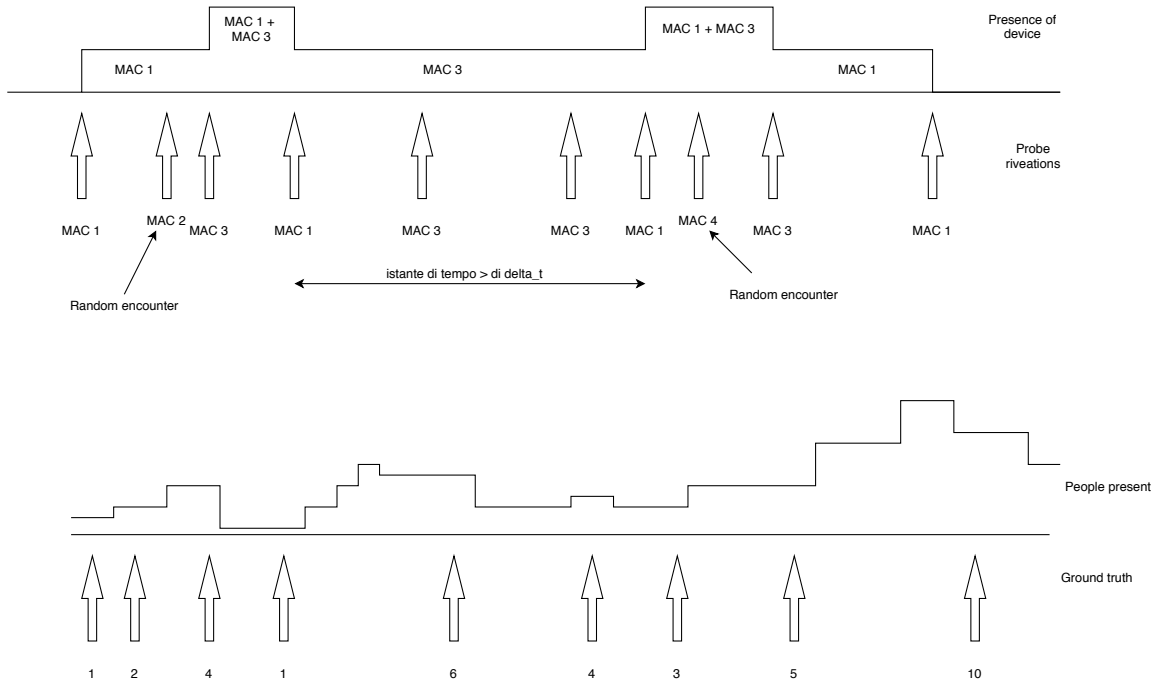 MAC 1 +
MAC 3
MAC 1 + MAC 3
Presence of
device
MAC 1
MAC 3
MAC 1
Probe
riveations
MAC 1
MAC 2
MAC 3
MAC 1
MAC 3
MAC 3
MAC 1
MAC 4
MAC 3
MAC 1
istante di tempo > di delta_t
Random encounter
Random encounter
People present
Ground truth
1
2
4
1
6
4
3
5
10